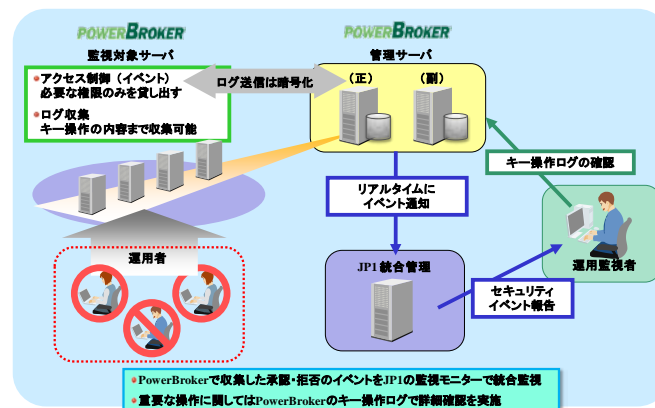 POWERBROKER
監視対象サーバ
•アクセス制御（イベント）
必要な権限のみを貸し出す
•ログ収集
キー操作の内容まで収集可能
ログ送信は暗号化
POWERBROKER
管理サーバ
（正）
（副）
キー操作ログの確認
リアルタイムに
イベント通知
運用者
JP1 統合管理
運用監視者
セキュリティ
イベント報告
•PowerBrokerで収集した承認・拒否のイベントをJP1の監視モニターで統合監視
•重要な操作に関してはPowerBrokerのキー操作ログで詳細確認を実施